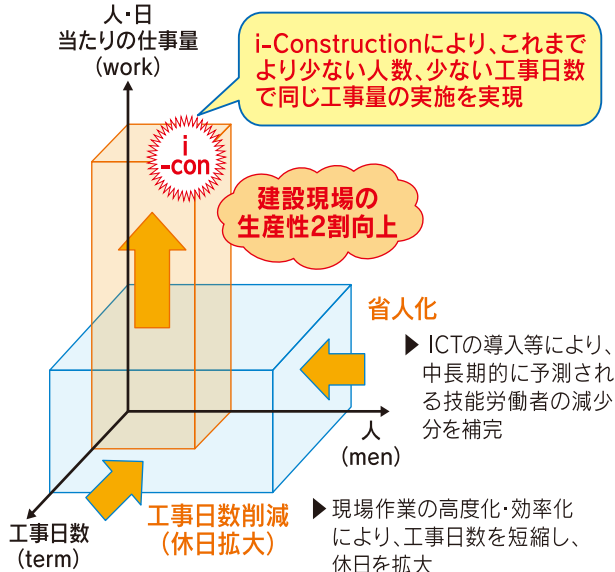 人・日
当たりの仕事量
(work)
i-Constructionにより、これまで
より少ない人数、少ない工事日数
で同じ工事量の実施を実現
i
-con
建設現場の
生産性2割向上
省人化
▶ ICTの導入等により、
中長期的に予測され
る技能労働者の減少
分を補完
人
(men)
工事日数削減
(休日拡大)
▶ 現場作業の高度化・効率化
により、工事日数を短縮し、
休日を拡大
工事日数
(term)